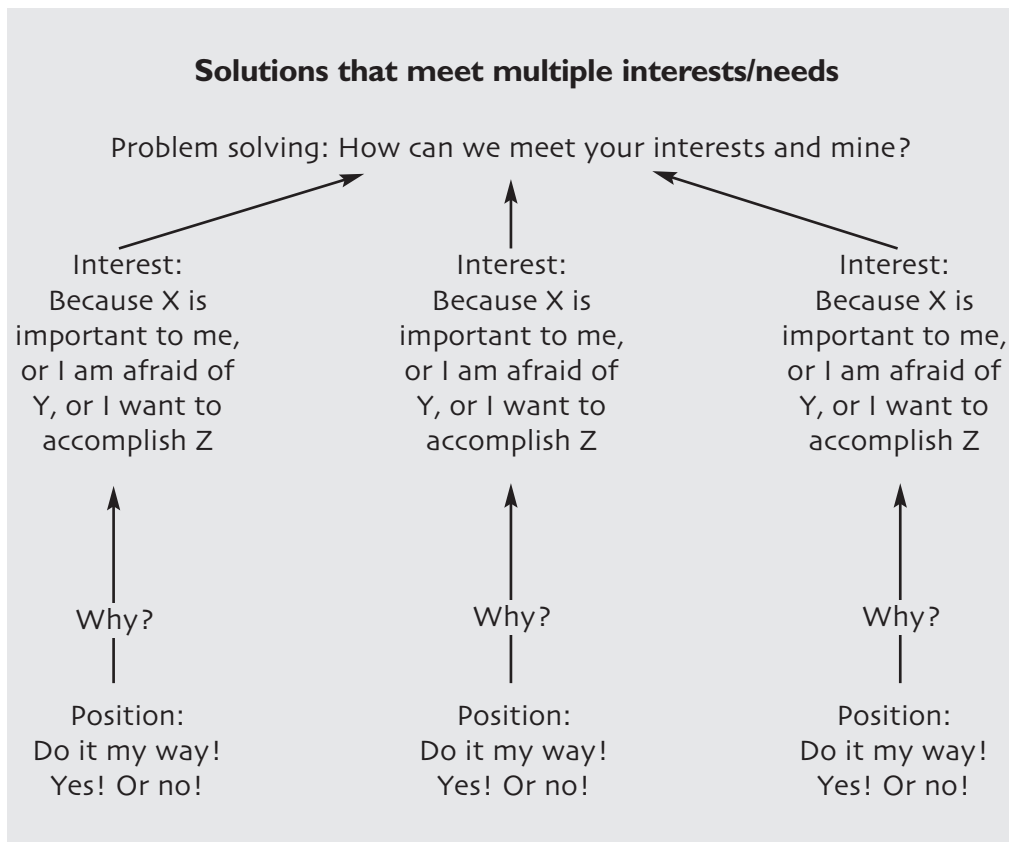 Solutions that meet multiple interests/needs
Problem solving: How can we meet your interests and mine?
Interest:
Because X is
important to me,
or I am afraid of
Y, or I want to
accomplish Z
Interest:
Because X is
important to me,
or I am afraid of
Y, or I want to
accomplish Z
Interest:
Because X is
important to me,
or I am afraid of
Y, or I want to
accomplish Z
Why?
Why?
Why?
Position:
Do it my way!
Yes! Or no!
Position:
Do it my way!
Yes! Or no!
Position:
Do it my way!
Yes! Or no!